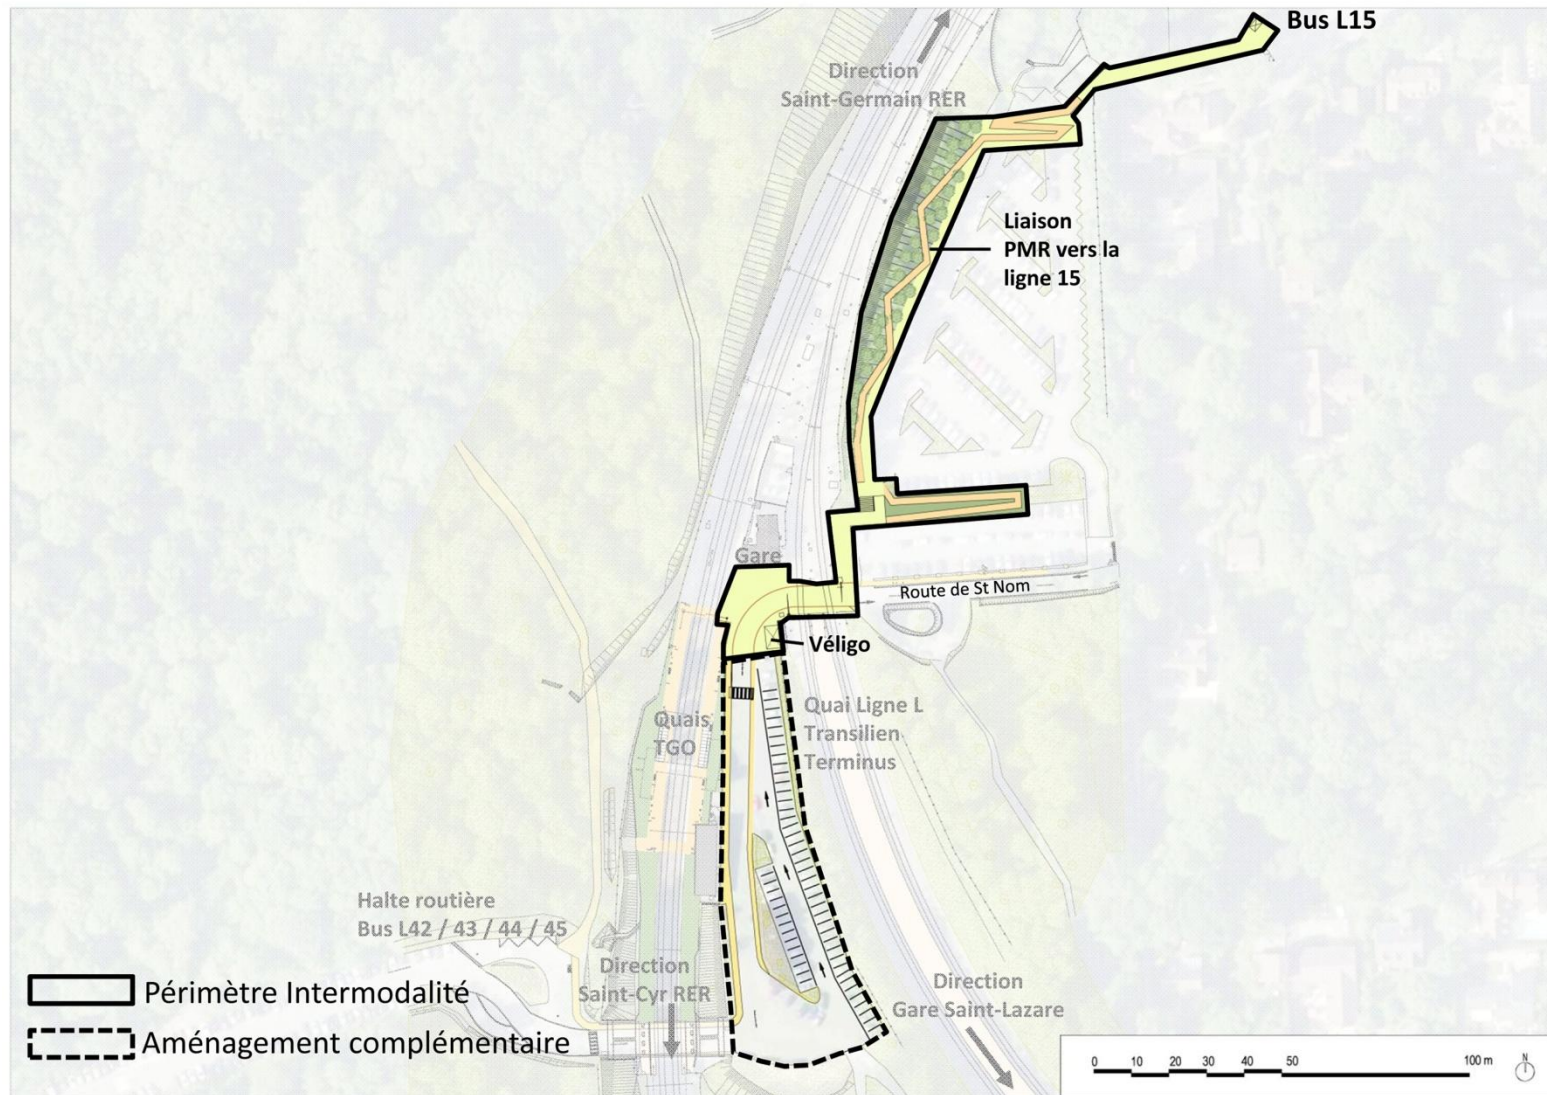 Bus L15
Direction
Saint-Germain RER
Liaison
PMR vers la
ligne 15
Gare
Route de St Nom
Véligo
Quais
TGO
Quai Ligne L
Transilien
Terminus
Halte routière
Bus L42 / 43 / 44 / 45
Direction
Saint-Cyr RER
Direction
Gare Saint-Lazare
Périmètre Intermodalité
Aménagement complémentaire
0 10 20 30 40 50 100 m
N